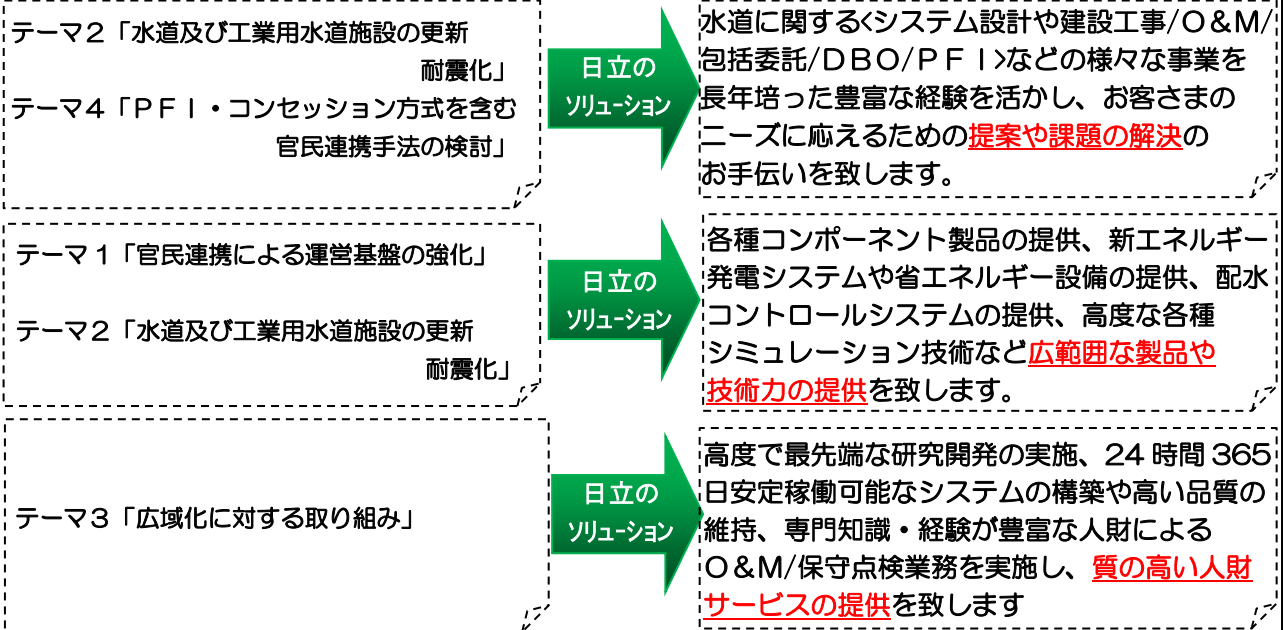 テーマ２「水道及び工業用水道施設の更新
耐震化」
テーマ４「ＰＦＩ・コンセッション方式を含む
官民連携手法の検討」
日立の
ソリューション
水道に関する<システム設計や建設工事/Ｏ＆Ｍ/
包括委託/ＤＢＯ/ＰＦＩ>などの様々な事業を
長年培った豊富な経験を活かし、お客さまの
ニーズに応えるための提案や課題の解決の
お手伝いを致します。
テーマ１「官民連携による運営基盤の強化」
テーマ２「水道及び工業用水道施設の更新
耐震化」
日立の
ソリューション
各種コンポーネント製品の提供、新エネルギー
発電システムや省エネルギー設備の提供、配水
コントロールシステムの提供、高度な各種
シミュレーション技術など広範囲な製品や
技術力の提供を致します。
テーマ３「広域化に対する取り組み」
日立の
ソリューション
高度で最先端な研究開発の実施、24 時間 365
日安定稼働可能なシステムの構築や高い品質の
維持、専門知識・経験が豊富な人財による
Ｏ＆Ｍ/保守点検業務を実施し、質の高い人財
サービスの提供を致します